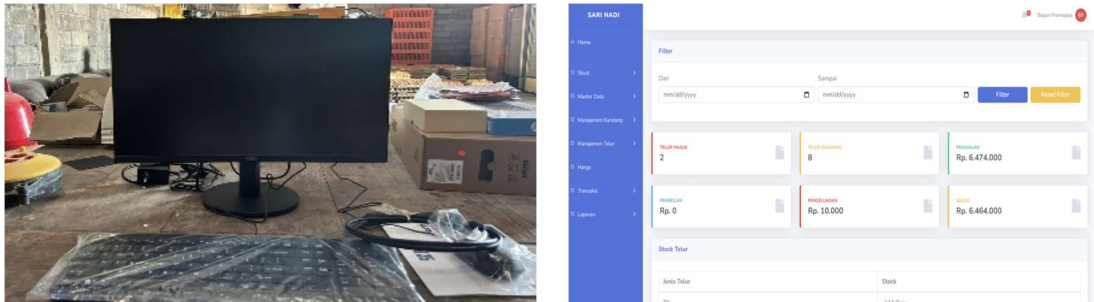 SARI NADI
Bagus Pramajaya
BP
Home
Stock
Master Data
Manajemen Kandang
Manajemen Telur
Harga
Transaksi
Laporan
Filter
Dari
Sampai
mm/dd/yyyy
mm/dd/yyyy
Filter
Reset Filter
TELUR MASUK
2
TELUR KANDANG
8
PENJUALAN
Rp. 6.474.000
PEMBELIAN
Rp. 0
PENGELUARAN
Rp. 10.000
SALDO
Rp. 6.464.000
Stock Telur
Jenis Telur
Stock